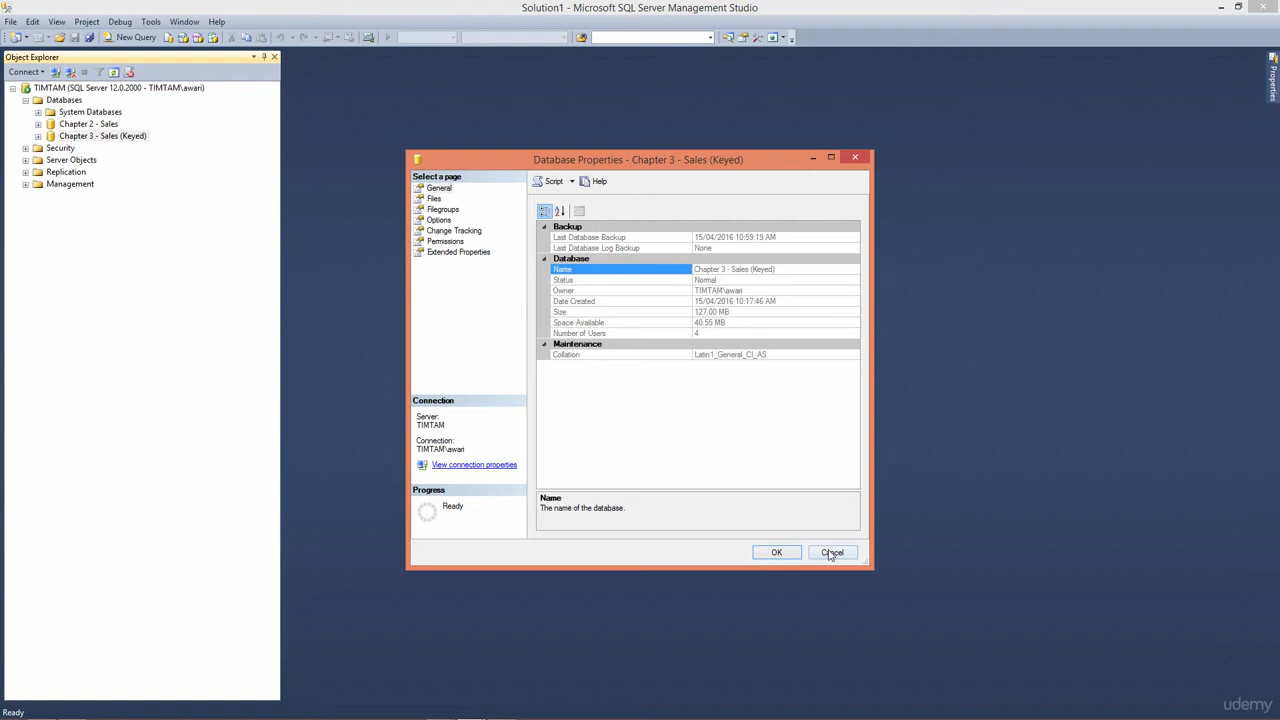 Solution1 - Microsoft SQL Server Management Studio
File Edit View Project Debug Tools Window Help
New Query
Object Explorer
Properties
Connect
TIMTAM (SQL Server 12.0.2000 - TIMTAM\awari)
Databases
System Databases
Chapter 2 - Sales
Chapter 3 - Sales (Keyed)
Security
Server Objects
Replication
Management
Database Properties - Chapter 3 - Sales (Keyed)
Select a page
General
Files
Filegroups
Options
Change Tracking
Permissions
Extended Properties
Script Help
Backup
Last Database Backup 15/04/2016 10:59:19 AM
Last Database Log Backup None
Database
Name Chapter 3 - Sales (Keyed)
Status Normal
Owner TIMTAM\awari
Date Created 15/04/2016 10:17:46 AM
Size 127.00 MB
Space Available 40.55 MB
Number of Users 4
Maintenance
Collation Latin1_General_CI_AS
Connection
Server:
TIMTAM
Connection:
TIMTAM\awari
View connection properties
Progress
Ready
Name
The name of the database.
OK Cancel
udemy
Ready